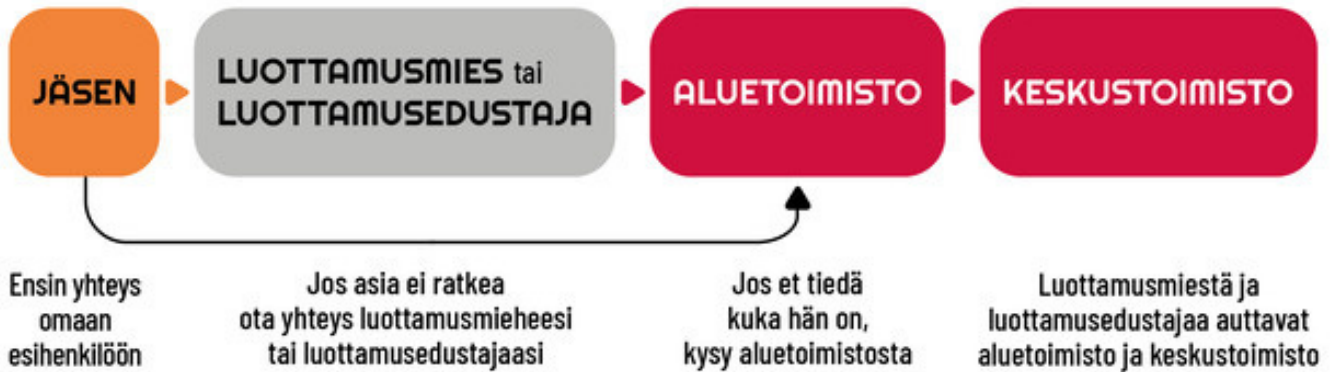 JÄSEN
LUOTTAMUSMIES tai
LUOTTAMUSEDUSTAJA
ALUETOIMISTO
KESKUSTOIMISTO
Ensin yhteys
omaan
esihenkilöön
Jos asia ei ratkea
ota yhteys luottamusmieheesi
tai luottamusedustajaasi
Jos et tiedä
kuka hän on,
kysy aluetoimistosta
Luottamusmiestä ja
luottamusedustajaa auttavat
aluetoimisto ja keskustoimisto